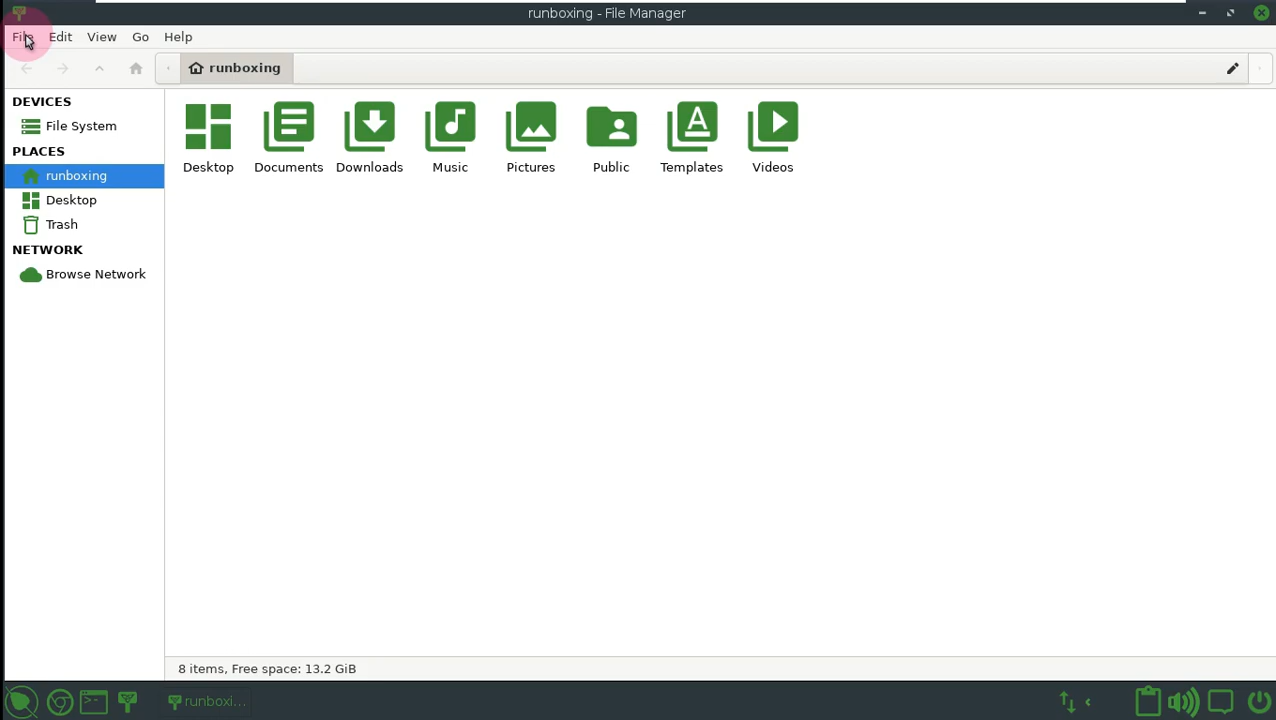 runboxing - File Manager
File Edit View Go Help
runboxing
DEVICES
File System
PLACES
runboxing
Desktop
Trash
NETWORK
Browse Network
Desktop Documents Downloads Music Pictures Public Templates Videos
8 items, Free space: 13.2 GiB
runboxi...